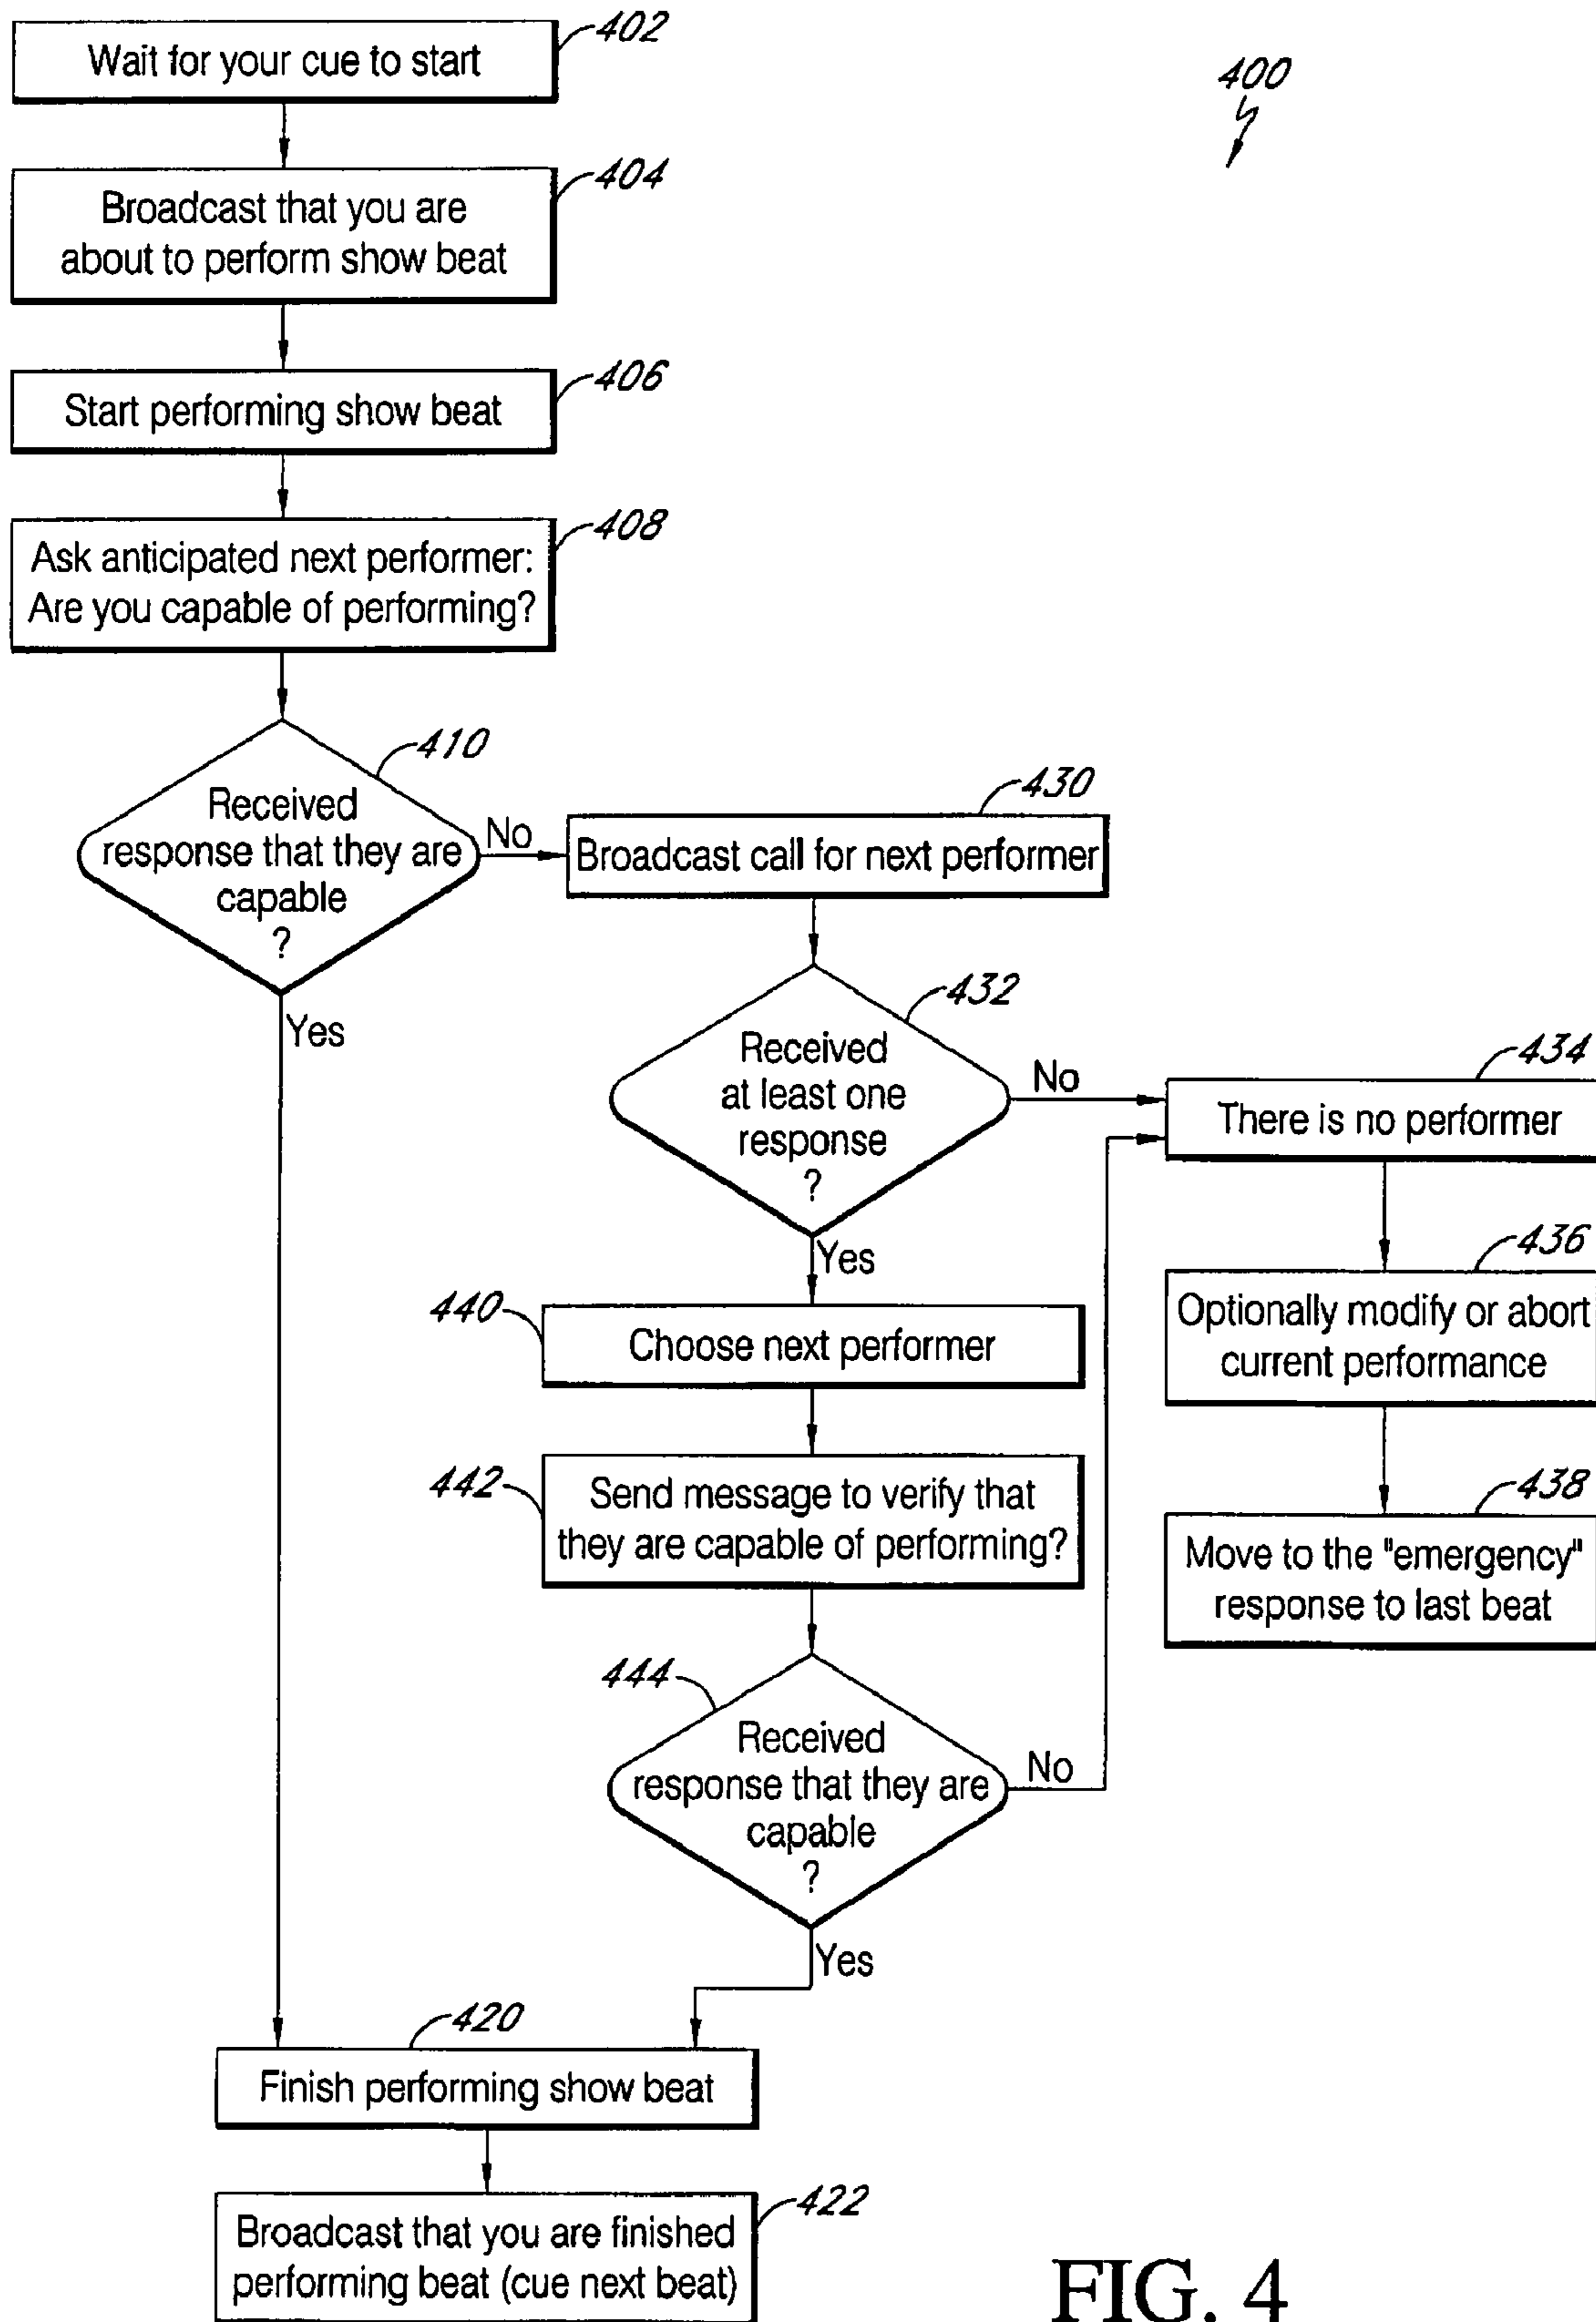 402
Wait for your cue to start
400
404
Broadcast that you are
about to perform show beat
406
Start performing show beat
408
Ask anticipated next performer:
Are you capable of performing?
410
Received
response that they are
capable
?
No
Yes
430
Broadcast call for next performer
432
Received
at least one
response
?
No
Yes
434
There is no performer
436
Optionally modify or abort
current performance
438
Move to the "emergency"
response to last beat
440
Choose next performer
442
Send message to verify that
they are capable of performing?
444
Received
response that they are
capable
?
No
Yes
420
Finish performing show beat
422
Broadcast that you are finished
performing beat (cue next beat)
FIG. 4